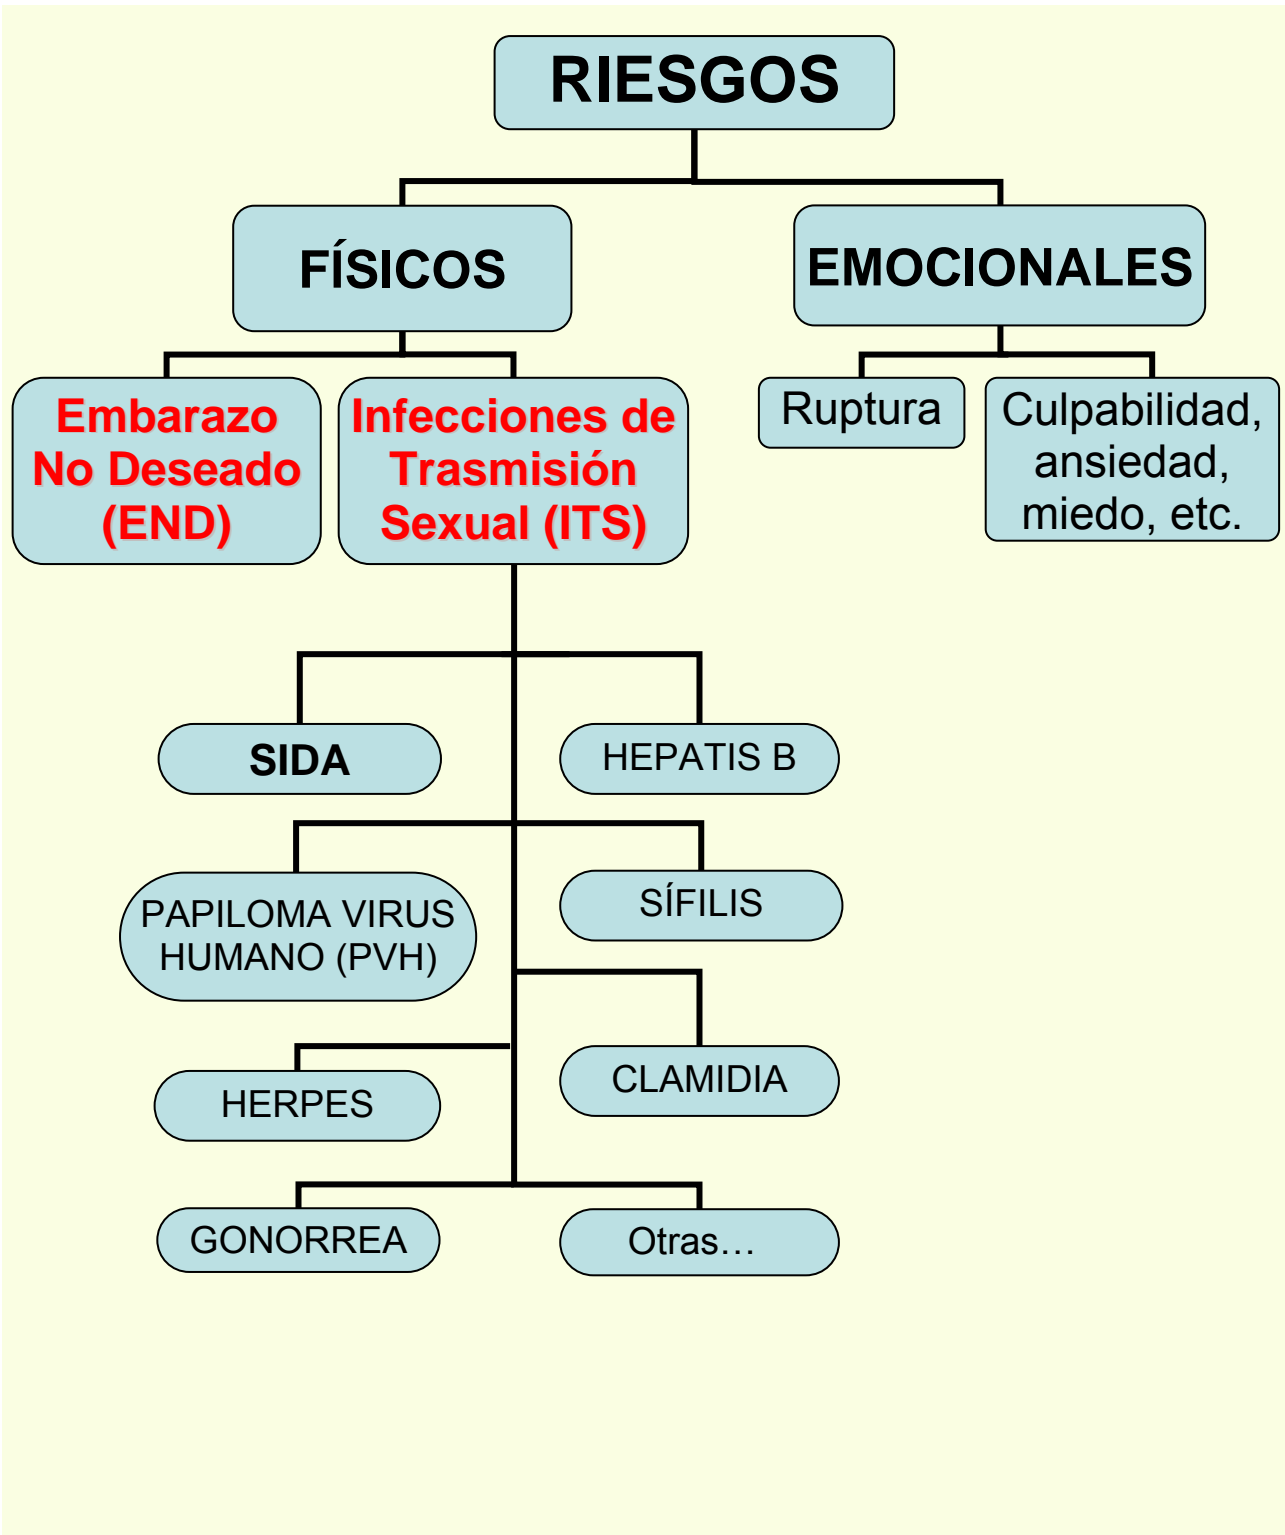 RIESGOS
FÍSICOS
EMOCIONALES
Embarazo
No Deseado
(END)
Infecciones de
Trasmisión
Sexual (ITS)
Ruptura
Culpabilidad,
ansiedad,
miedo, etc.
SIDA
HEPATIS B
PAPILOMA VIRUS
HUMANO (PVH)
SÍFILIS
HERPES
CLAMIDIA
GONORREA
Otras…